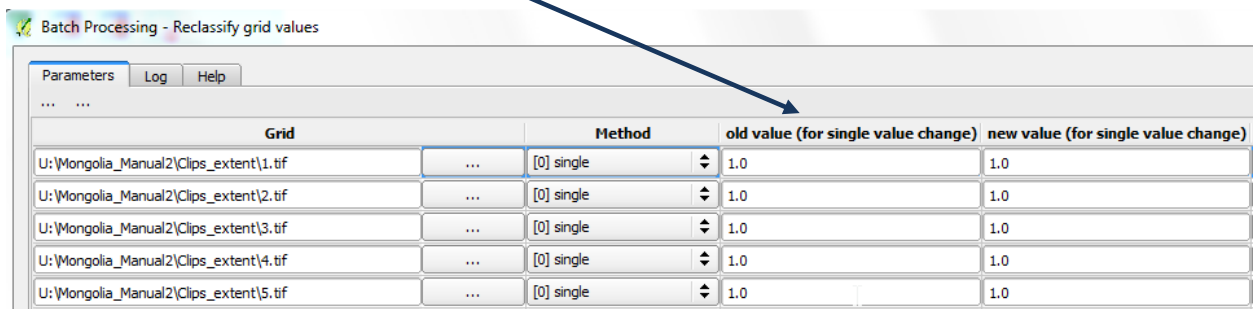 Batch Processing - Reclassify grid values
Parameters Log Help
... ...
Grid Method old value (for single value change) new value (for single value change)
U:\Mongolia_Manual2\Clips_extent\1.tif ... [0] single 1.0 1.0
U:\Mongolia_Manual2\Clips_extent\2.tif ... [0] single 1.0 1.0
U:\Mongolia_Manual2\Clips_extent\3.tif ... [0] single 1.0 1.0
U:\Mongolia_Manual2\Clips_extent\4.tif ... [0] single 1.0 1.0
U:\Mongolia_Manual2\Clips_extent\5.tif ... [0] single 1.0 1.0